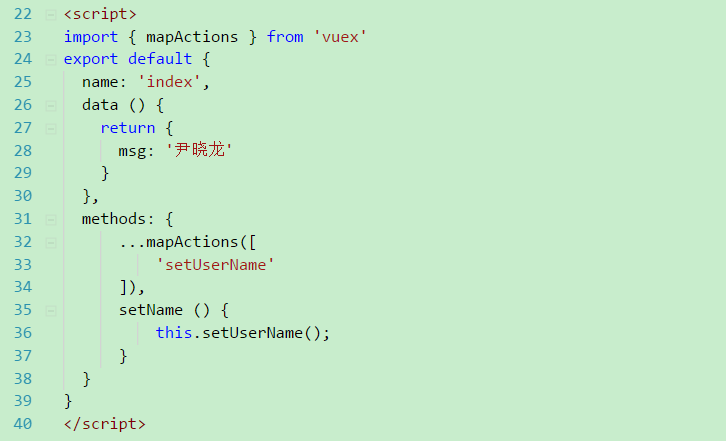 22 <script>
23 import { mapActions } from 'vuex'
24 export default {
25   name: 'index',
26   data () {
27     return {
28       msg: '尹晓龙'
29     }
30   },
31   methods: {
32       ...mapActions([
33           'setUserName'
34       ]),
35       setName () {
36           this.setUserName();
37       }
38   }
39 }
40 </script>